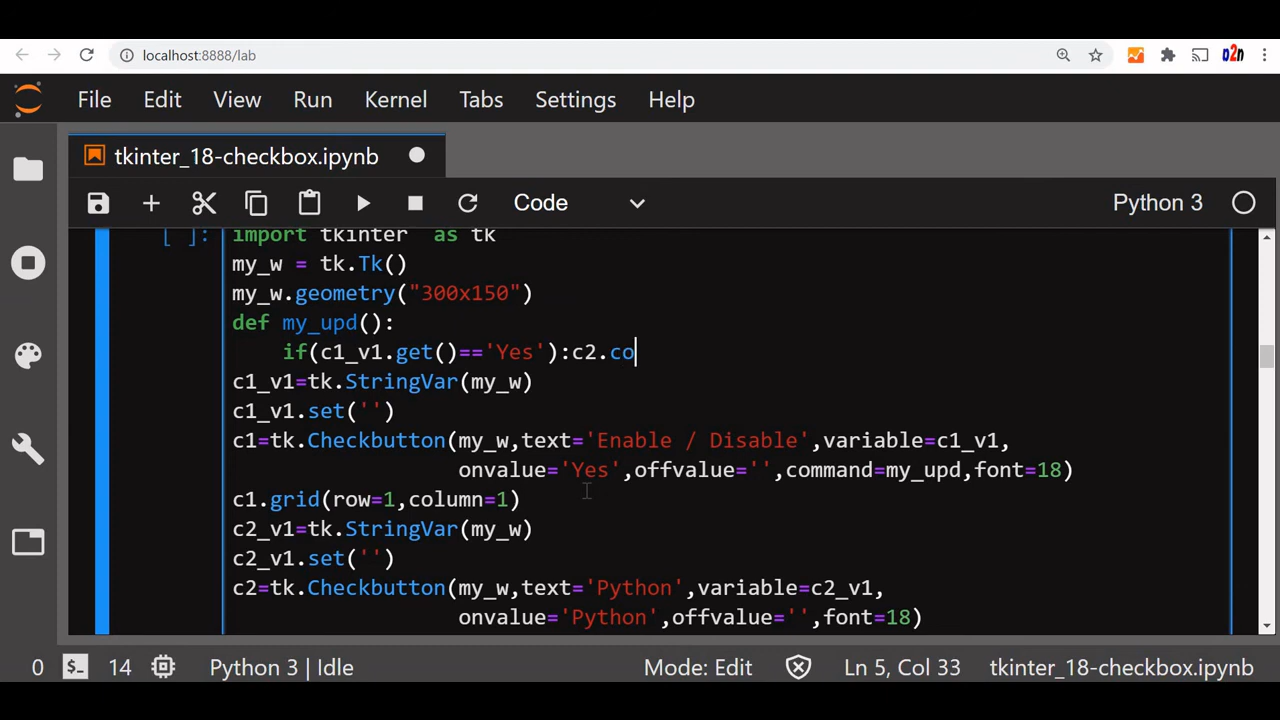 localhost:8888/lab
o2n
File Edit View Run Kernel Tabs Settings Help
tkinter_18-checkbox.ipynb
Code Python 3
[ ]: import tkinter  as tk
my_w = tk.Tk()
my_w.geometry("300x150")
def my_upd():
    if(c1_v1.get()=='Yes'):c2.co
c1_v1=tk.StringVar(my_w)
c1_v1.set('')
c1=tk.Checkbutton(my_w,text='Enable / Disable',variable=c1_v1,
                  onvalue='Yes',offvalue='',command=my_upd,font=18)
c1.grid(row=1,column=1)
c2_v1=tk.StringVar(my_w)
c2_v1.set('')
c2=tk.Checkbutton(my_w,text='Python',variable=c2_v1,
                  onvalue='Python',offvalue='',font=18)
0 $_ 14 Python 3 | Idle Mode: Edit Ln 5, Col 33 tkinter_18-checkbox.ipynb